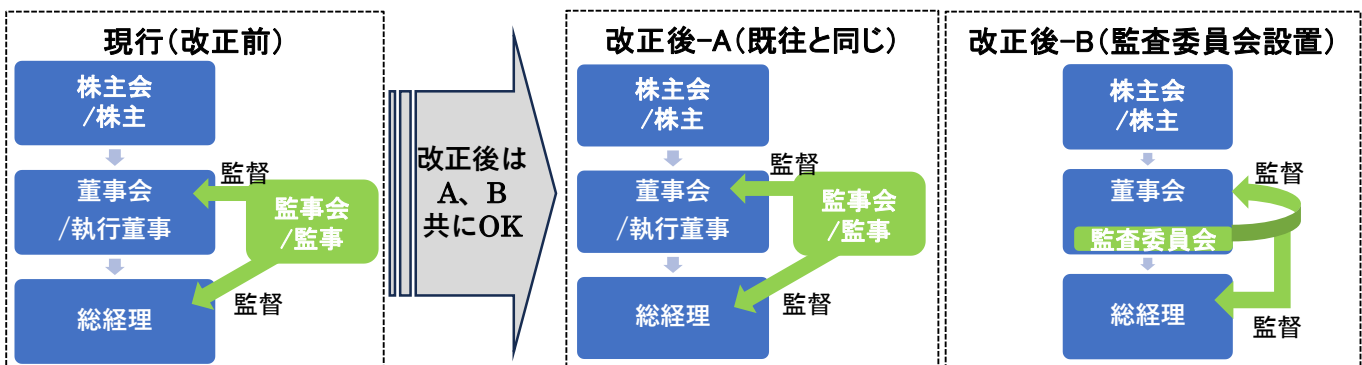 現行(改正前)
株主会
/株主
董事会
/執行董事
監督
監事会
/監事
監督
総経理
改正後は
A、B
共にOK
改正後-A(既往と同じ)
株主会
/株主
董事会
/執行董事
監督
監事会
/監事
監督
総経理
改正後-B(監査委員会設置)
株主会
/株主
董事会
監査委員会
監督
総経理
監督